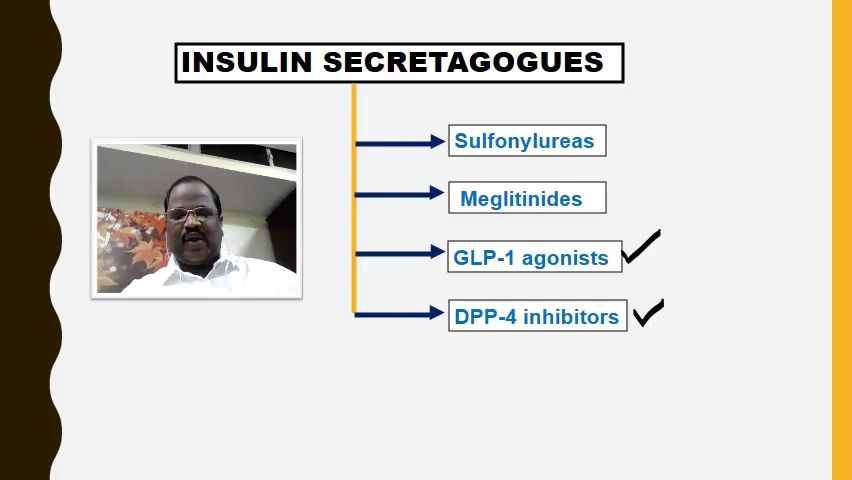 INSULIN SECRETAGOGUES
Sulfonylureas
Meglitinides
GLP-1 agonists
DPP-4 inhibitors